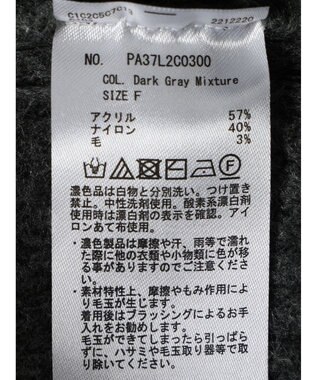 C1C2C5C7C13
2212220
NO. PA37L2C0300
COL. Dark Gray Mixture
SIZE F
アクリル 57%
ナイロン 40%
毛 3%
濃色品は白物と分別洗い。つけ置き
禁止。中性洗剤使用。酸素系漂白剤
使用時は漂白剤の表示を確認。アイ
ロンあて布使用。
・濃色製品は摩擦や汗、雨等で濡れ
た際に他の衣類や小物類に色が移
る事がありますのでご注意くださ
い。
・素材特性上、摩擦やもみ作用によ
り毛玉が生じます。
着用後はブラッシングによるお手
入れをお勧めします。
毛玉ができてしまったら引っぱら
ずに、ハサミや毛玉取り器等で取
り除いてください。